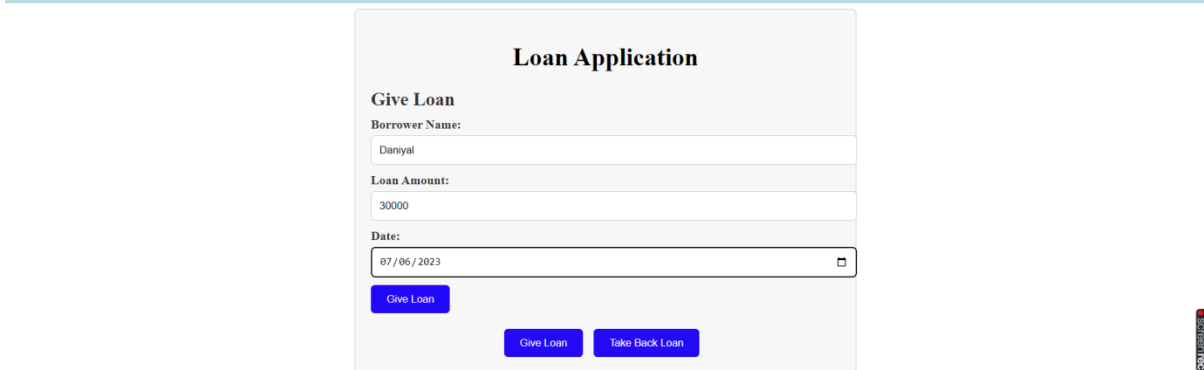 Loan Application
Give Loan
Borrower Name:
Daniyal
Loan Amount:
30000
Date:
07/06/2023
Give Loan
Give Loan Take Back Loan
screenrec